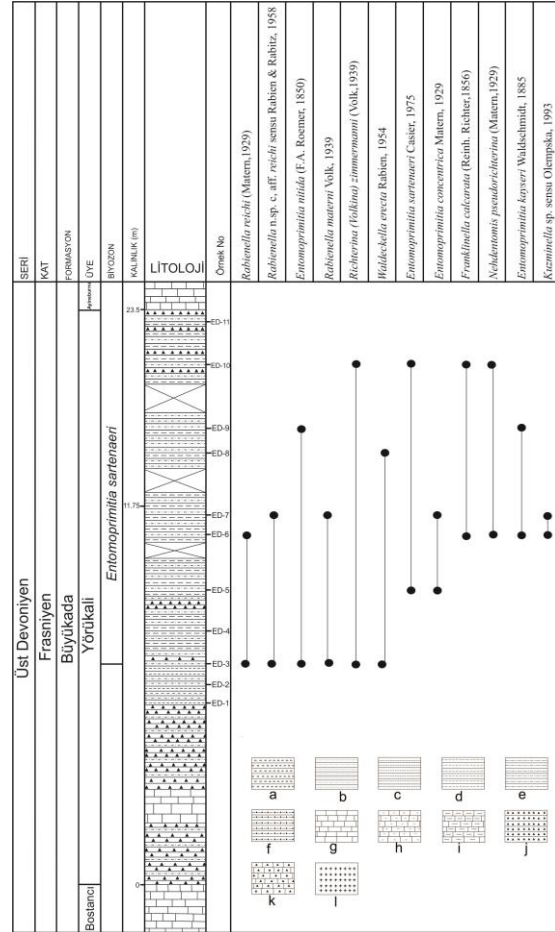 SERİ
KAT
FORMASYON
ÜYE
BİYOZON
KALINLIK (m)
LİTOLOJİ
Örnek No
Rabienella reichi (Matern,1929)
Rabienella n.sp. c, aff. reichi sensu Rabien & Rabitz, 1958
Entomoprimitia nitida (F.A. Roemer, 1850)
Rabienella materni Volk, 1939
Richterina (Volkina) zimmermanni (Volk,1939)
Waldeckella erecta Rabien, 1954
Entomoprimitia sartenaeri Casier, 1975
Entomoprimitia concentrica Matern, 1929
Franklinella calcarata (Reinh. Richter,1856)
Nehdentomis pseudorichterina (Matern,1929)
Entomoprimitia kayseri Waldschmidt, 1885
Kuzminella sp. sensu Olempska, 1993
Üst Devoniyen
Frasniyen
Büyükada
Yörükali
Bostancı
Entomoprimitia sartenaeri
23.5
11.75
0
ED-11
ED-10
ED-9
ED-8
ED-7
ED-6
ED-5
ED-4
ED-3
ED-2
ED-1
a b c d e
f g h i j
k l